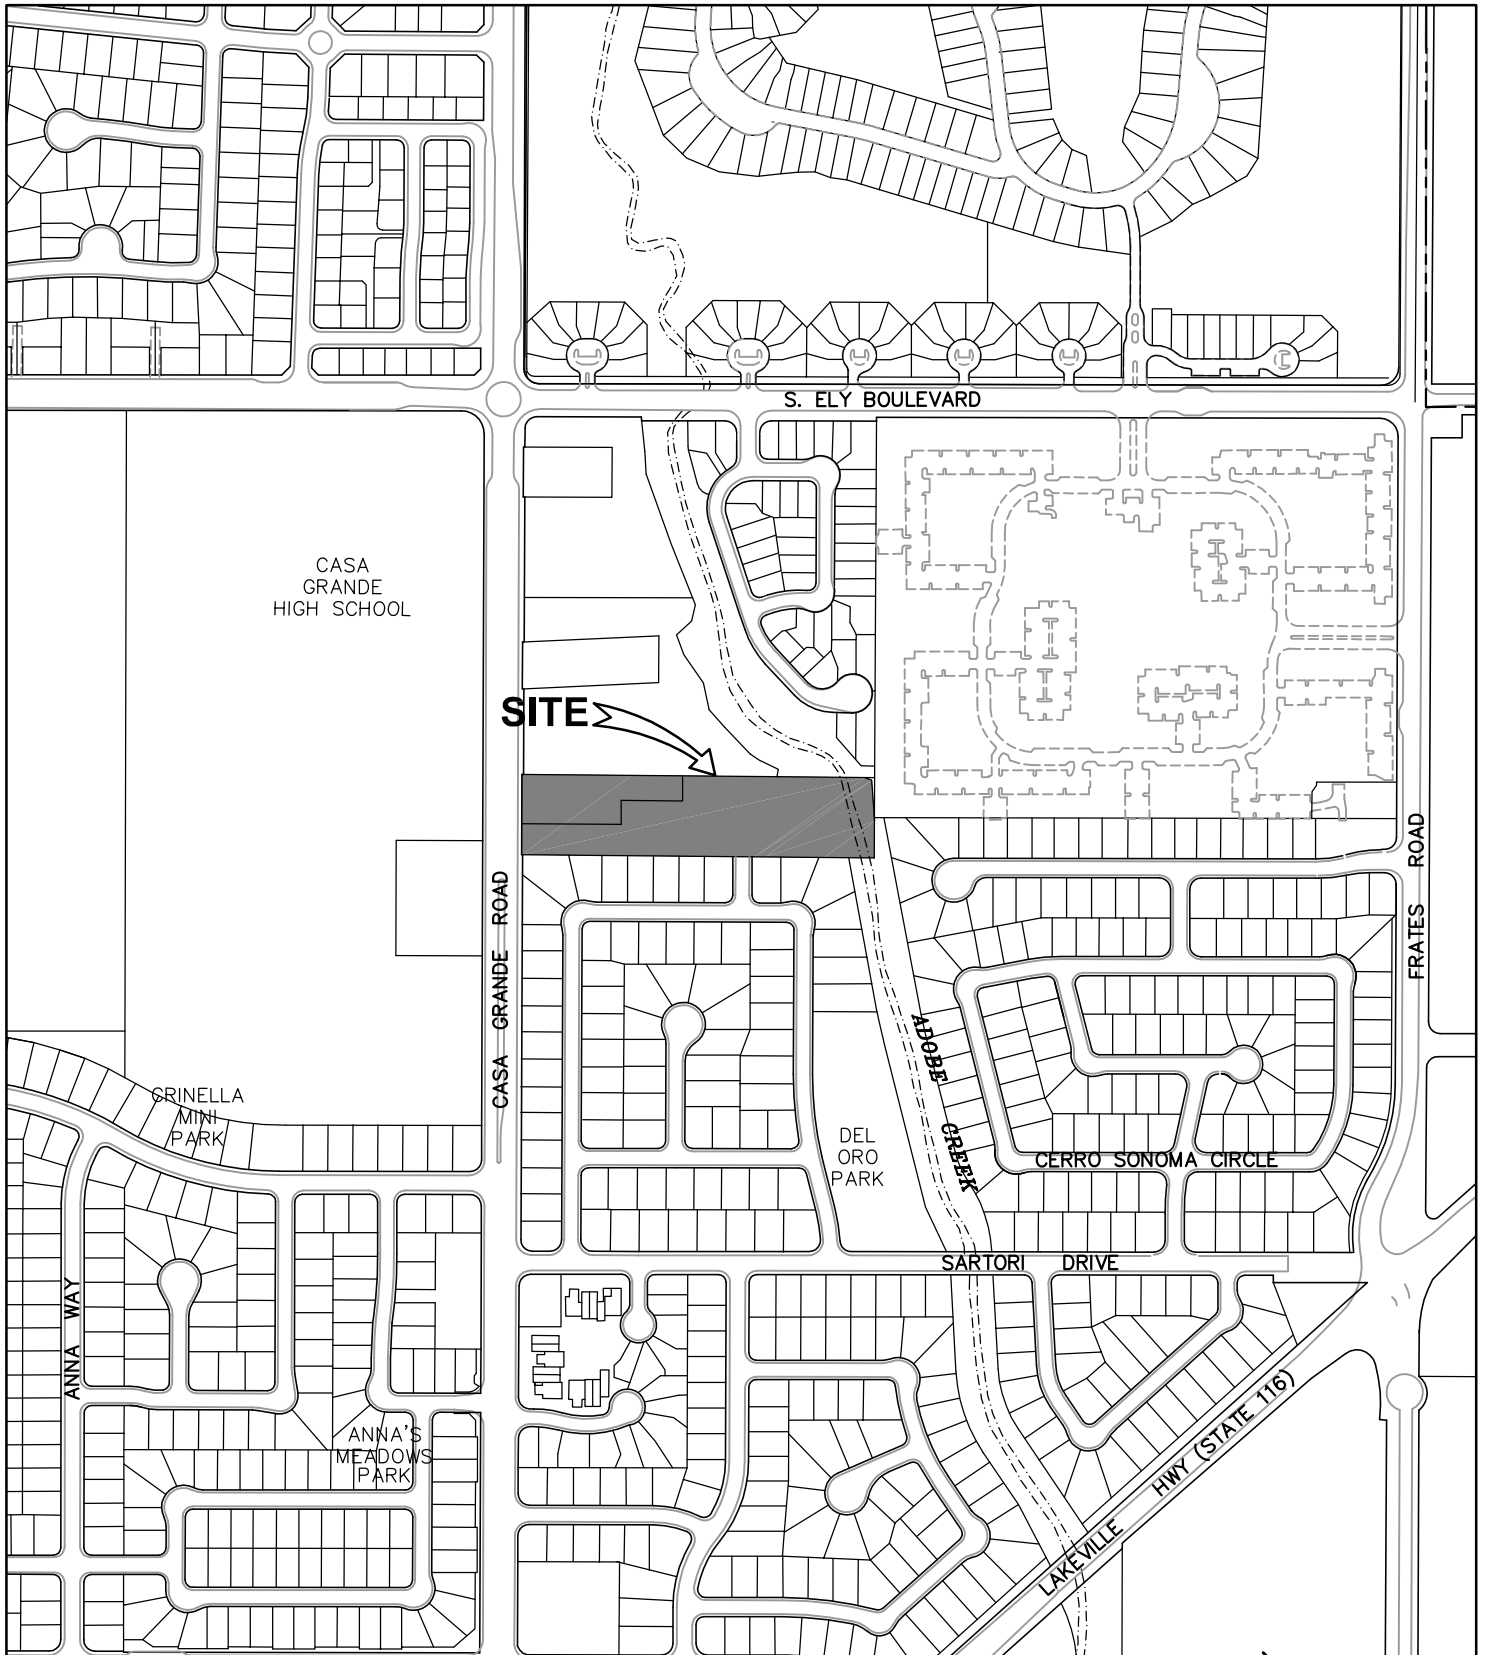 S. ELY BOULEVARD
CASA
GRANDE
HIGH SCHOOL
SITE
CASA GRANDE ROAD
FRATES ROAD
ADOBE CREEK
CRINELLA
MINI
PARK
DEL
ORO
PARK
CERRO SONOMA CIRCLE
SARTORI DRIVE
ANNA WAY
ANNA'S
MEADOWS
PARK
LAKEVILLE HWY (STATE 116)